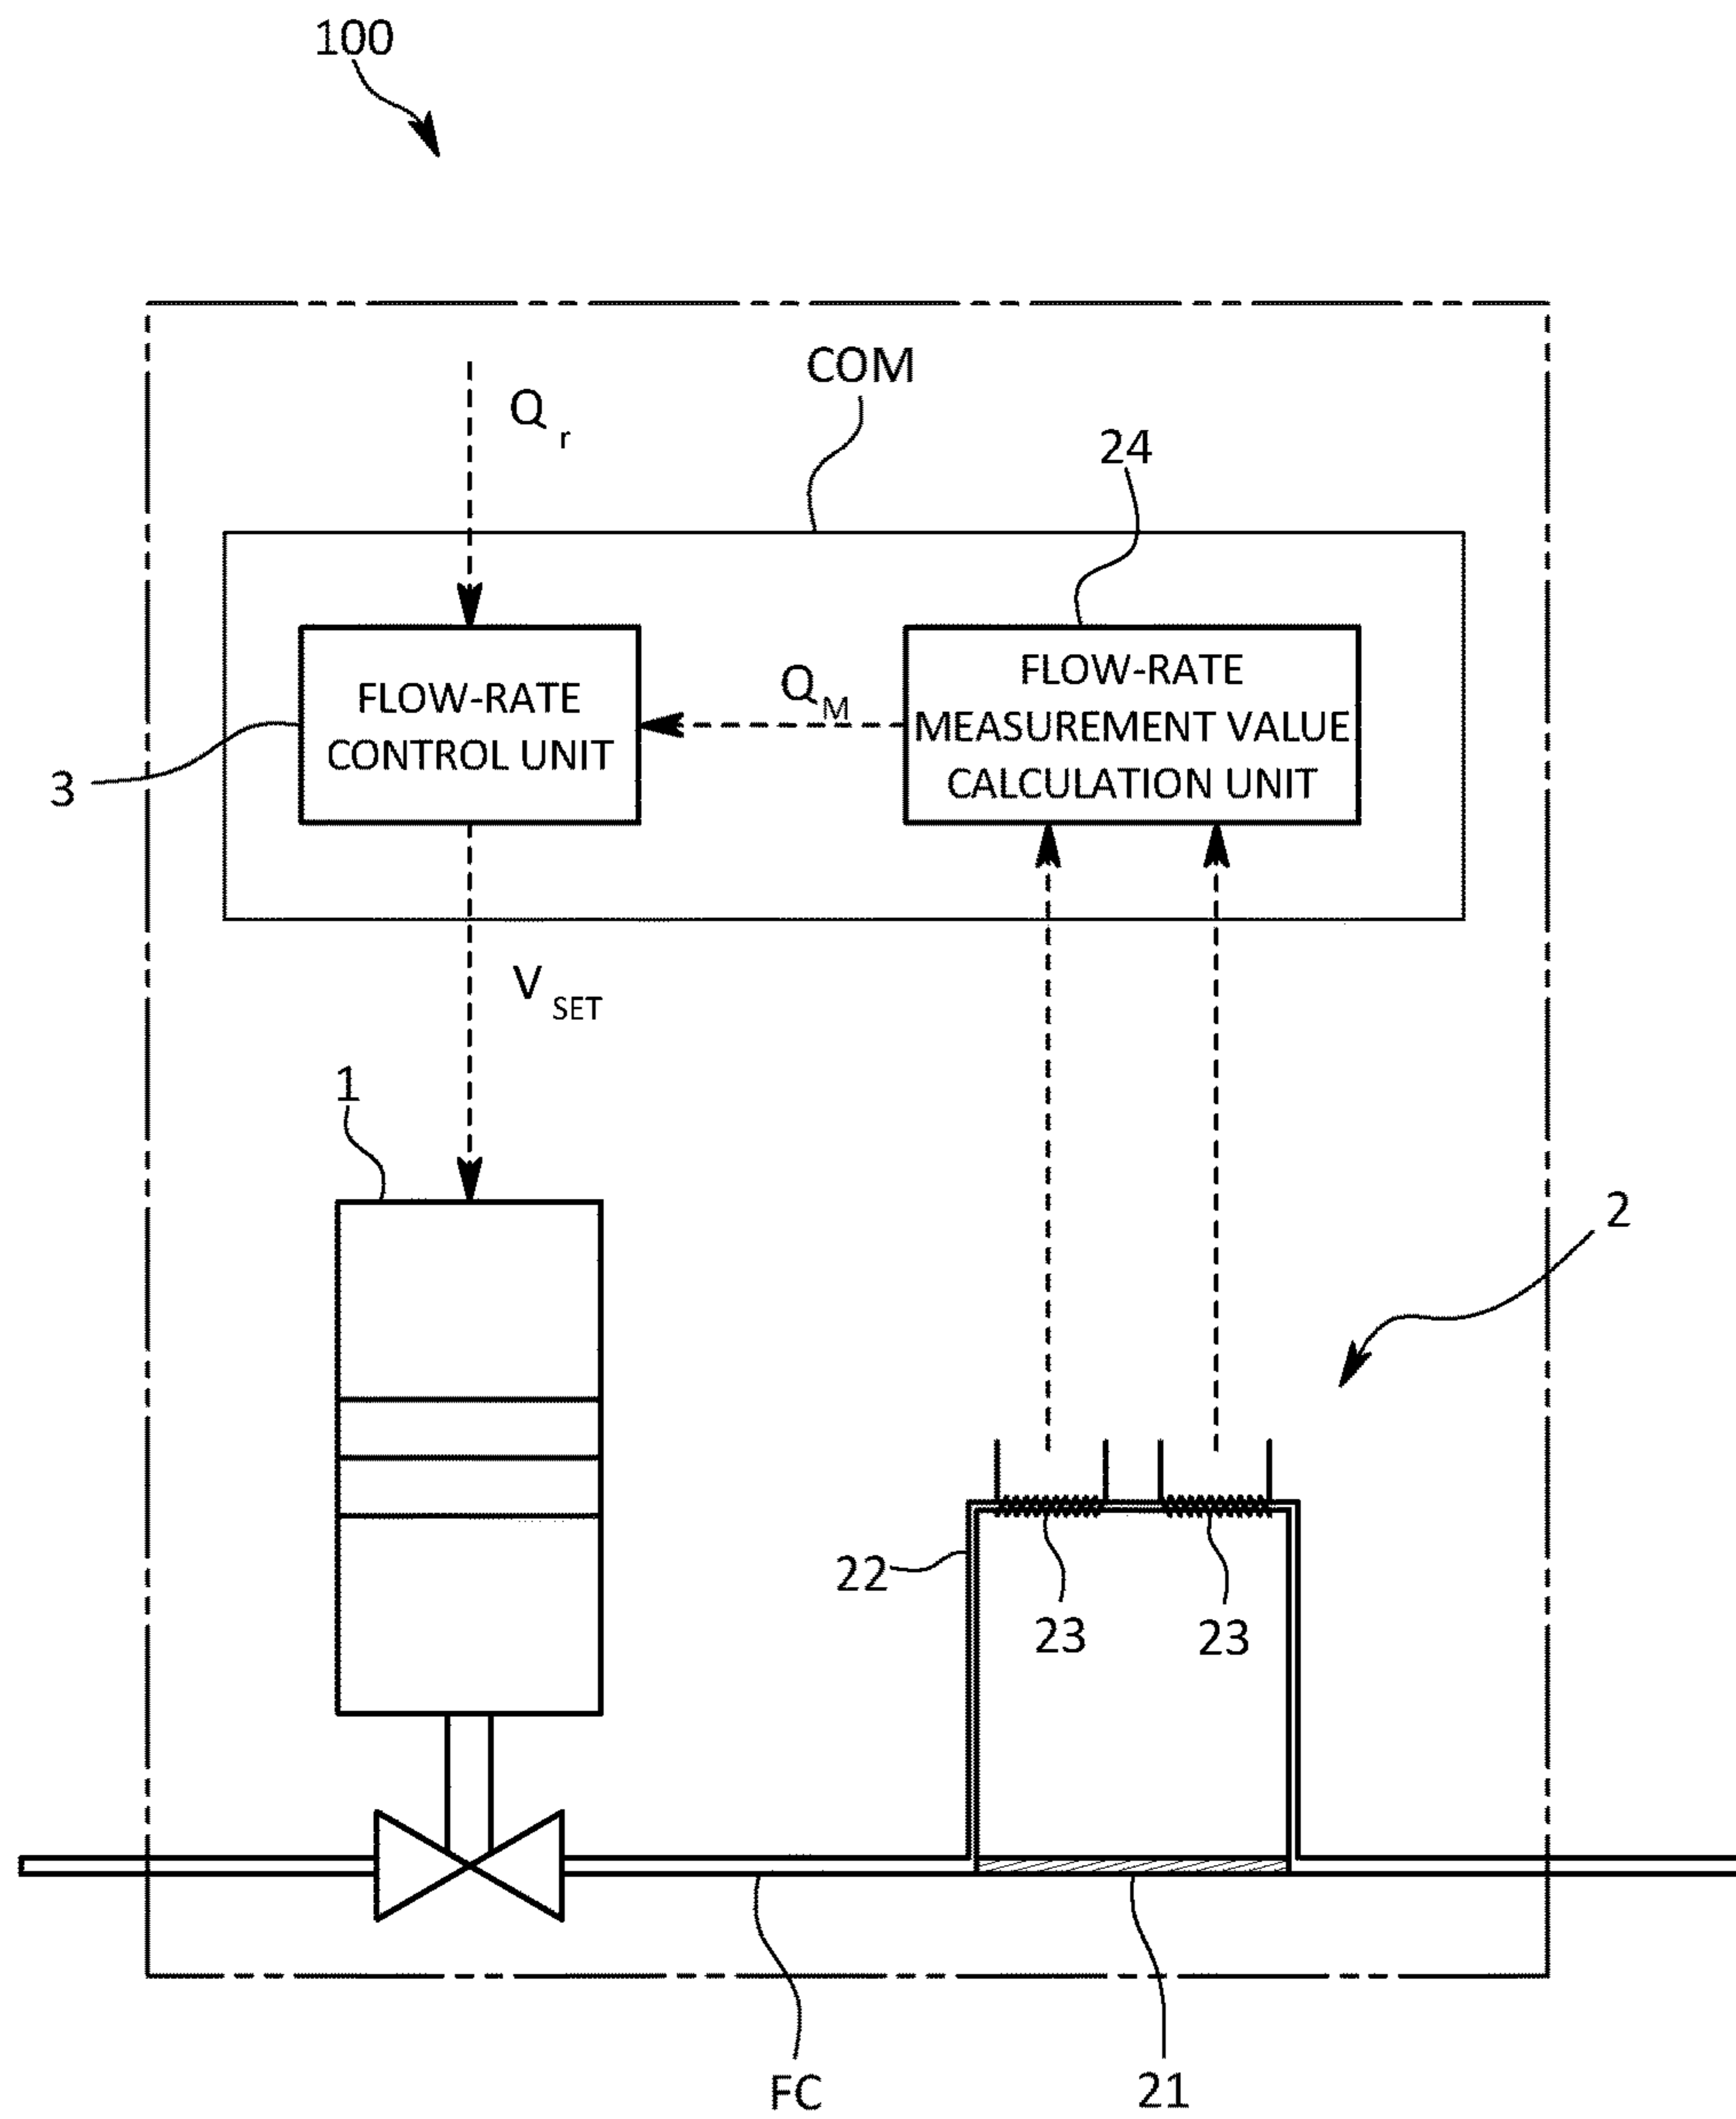 100
COM
Q r
24
FLOW-RATE
CONTROL UNIT
Q M
FLOW-RATE
MEASUREMENT VALUE
CALCULATION UNIT
3
V SET
1
2
22
23
23
FC
21